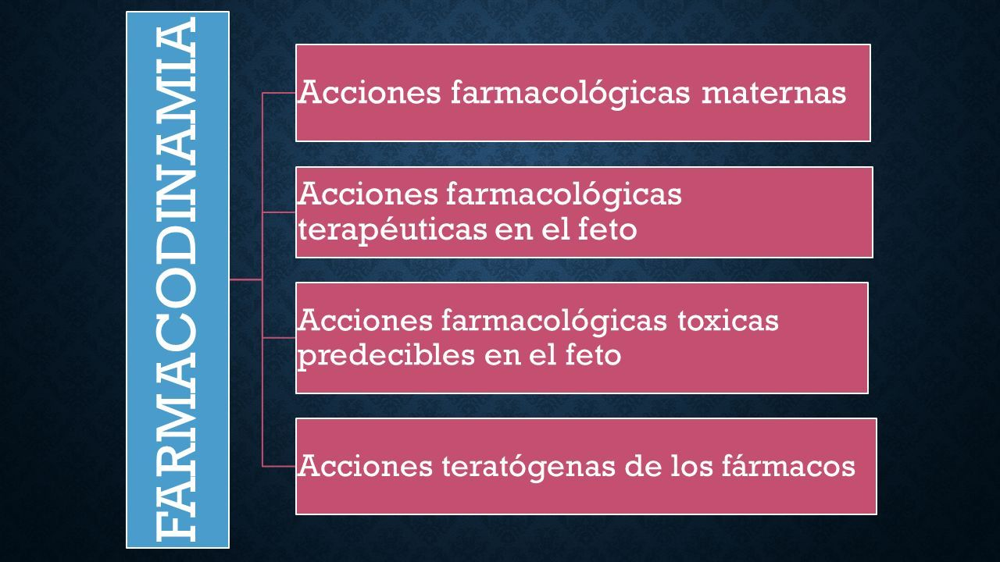 FARMACODINAMIA
Acciones farmacológicas maternas
Acciones farmacológicas
terapéuticas en el feto
Acciones farmacológicas toxicas
predecibles en el feto
Acciones teratógenas de los fármacos